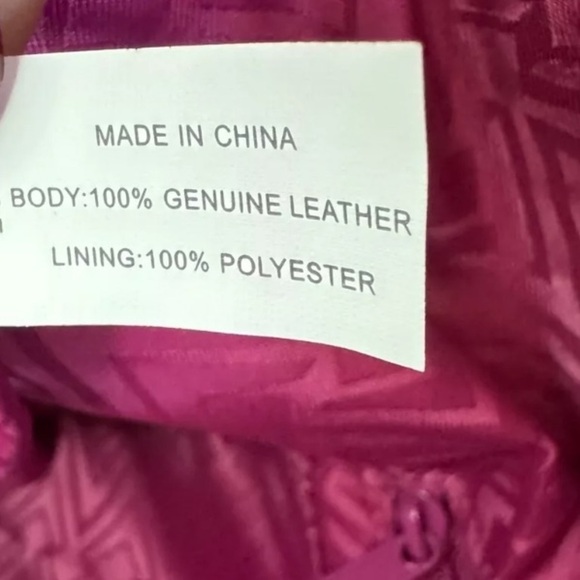 MADE IN CHINA
BODY:100% GENUINE LEATHER
LINING:100% POLYESTER